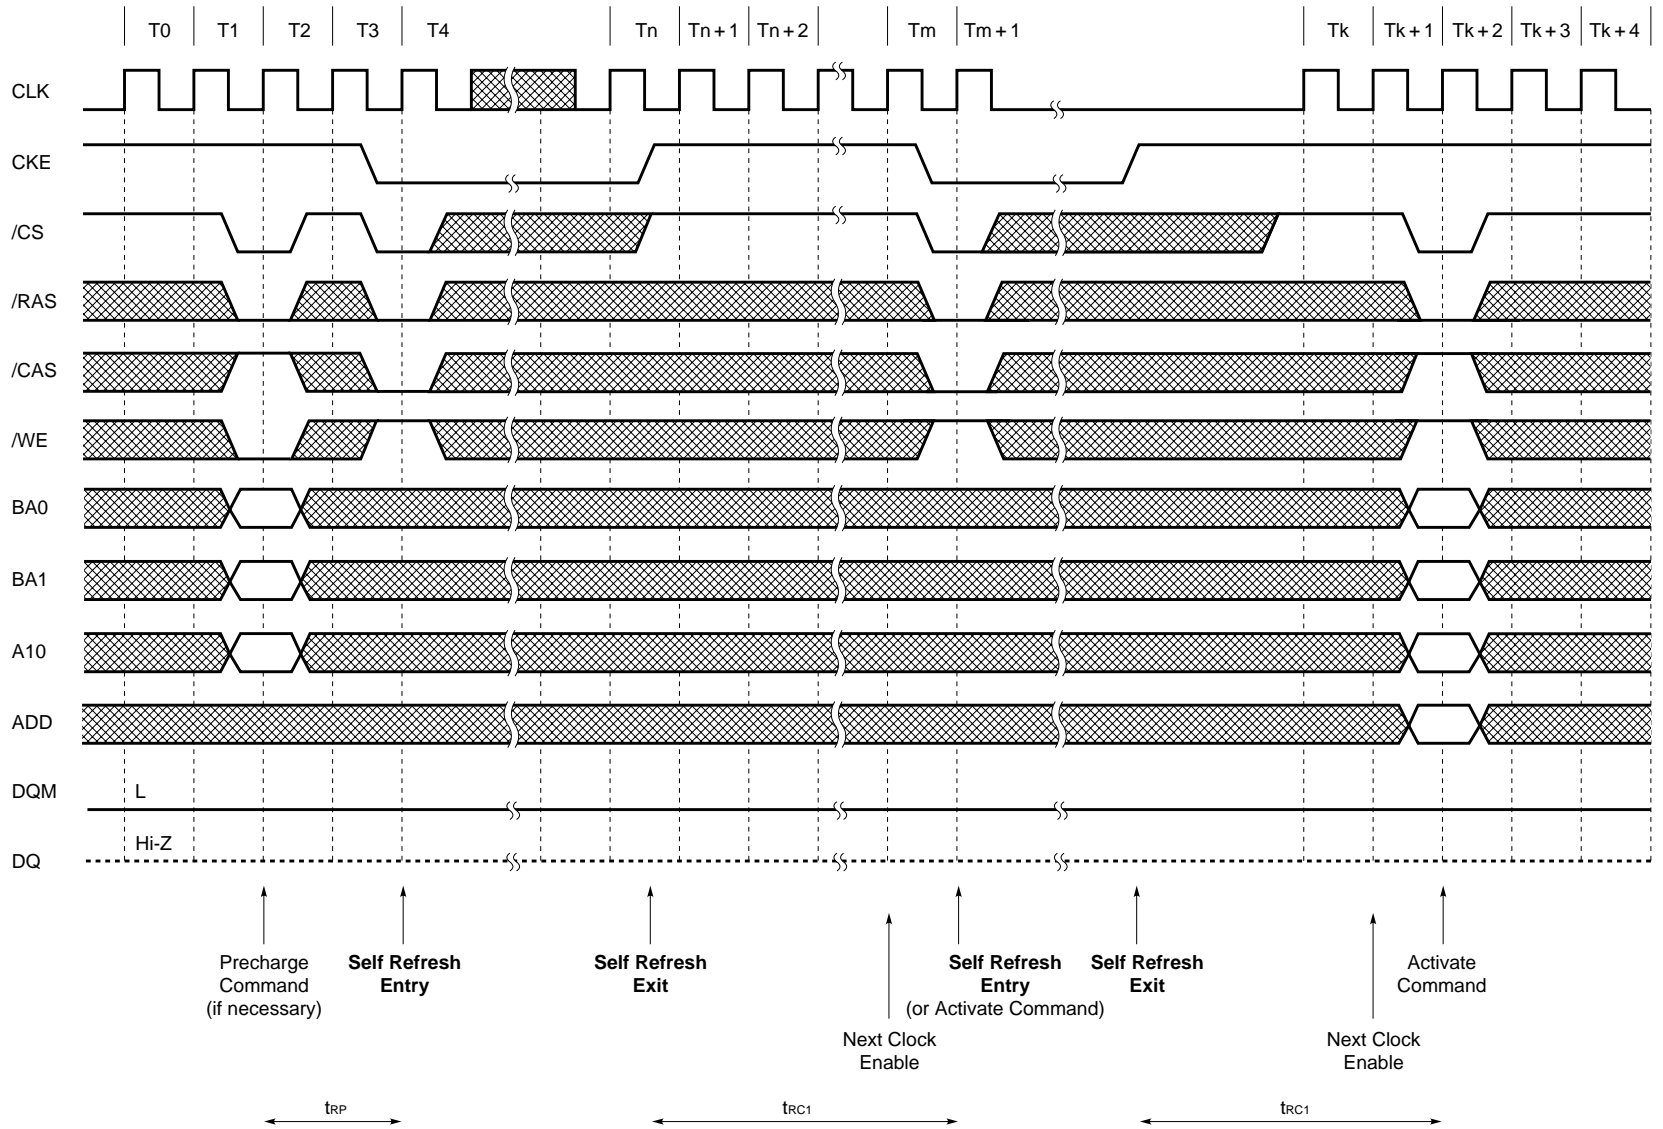 T0 T1 T2 T3 T4 Tn Tn + 1 Tn + 2 Tm Tm + 1 Tk Tk + 1 Tk + 2 Tk + 3 Tk + 4
CLK
CKE
/CS
/RAS
/CAS
/WE
BA0
BA1
A10
ADD
DQM L
Hi-Z
DQ
Precharge
Command
(if necessary)
Self Refresh
Entry
Self Refresh
Exit
Next Clock
Enable
Self Refresh
Entry
(or Activate Command)
Self Refresh
Exit
Next Clock
Enable
Activate
Command
tRP tRC1 tRC1